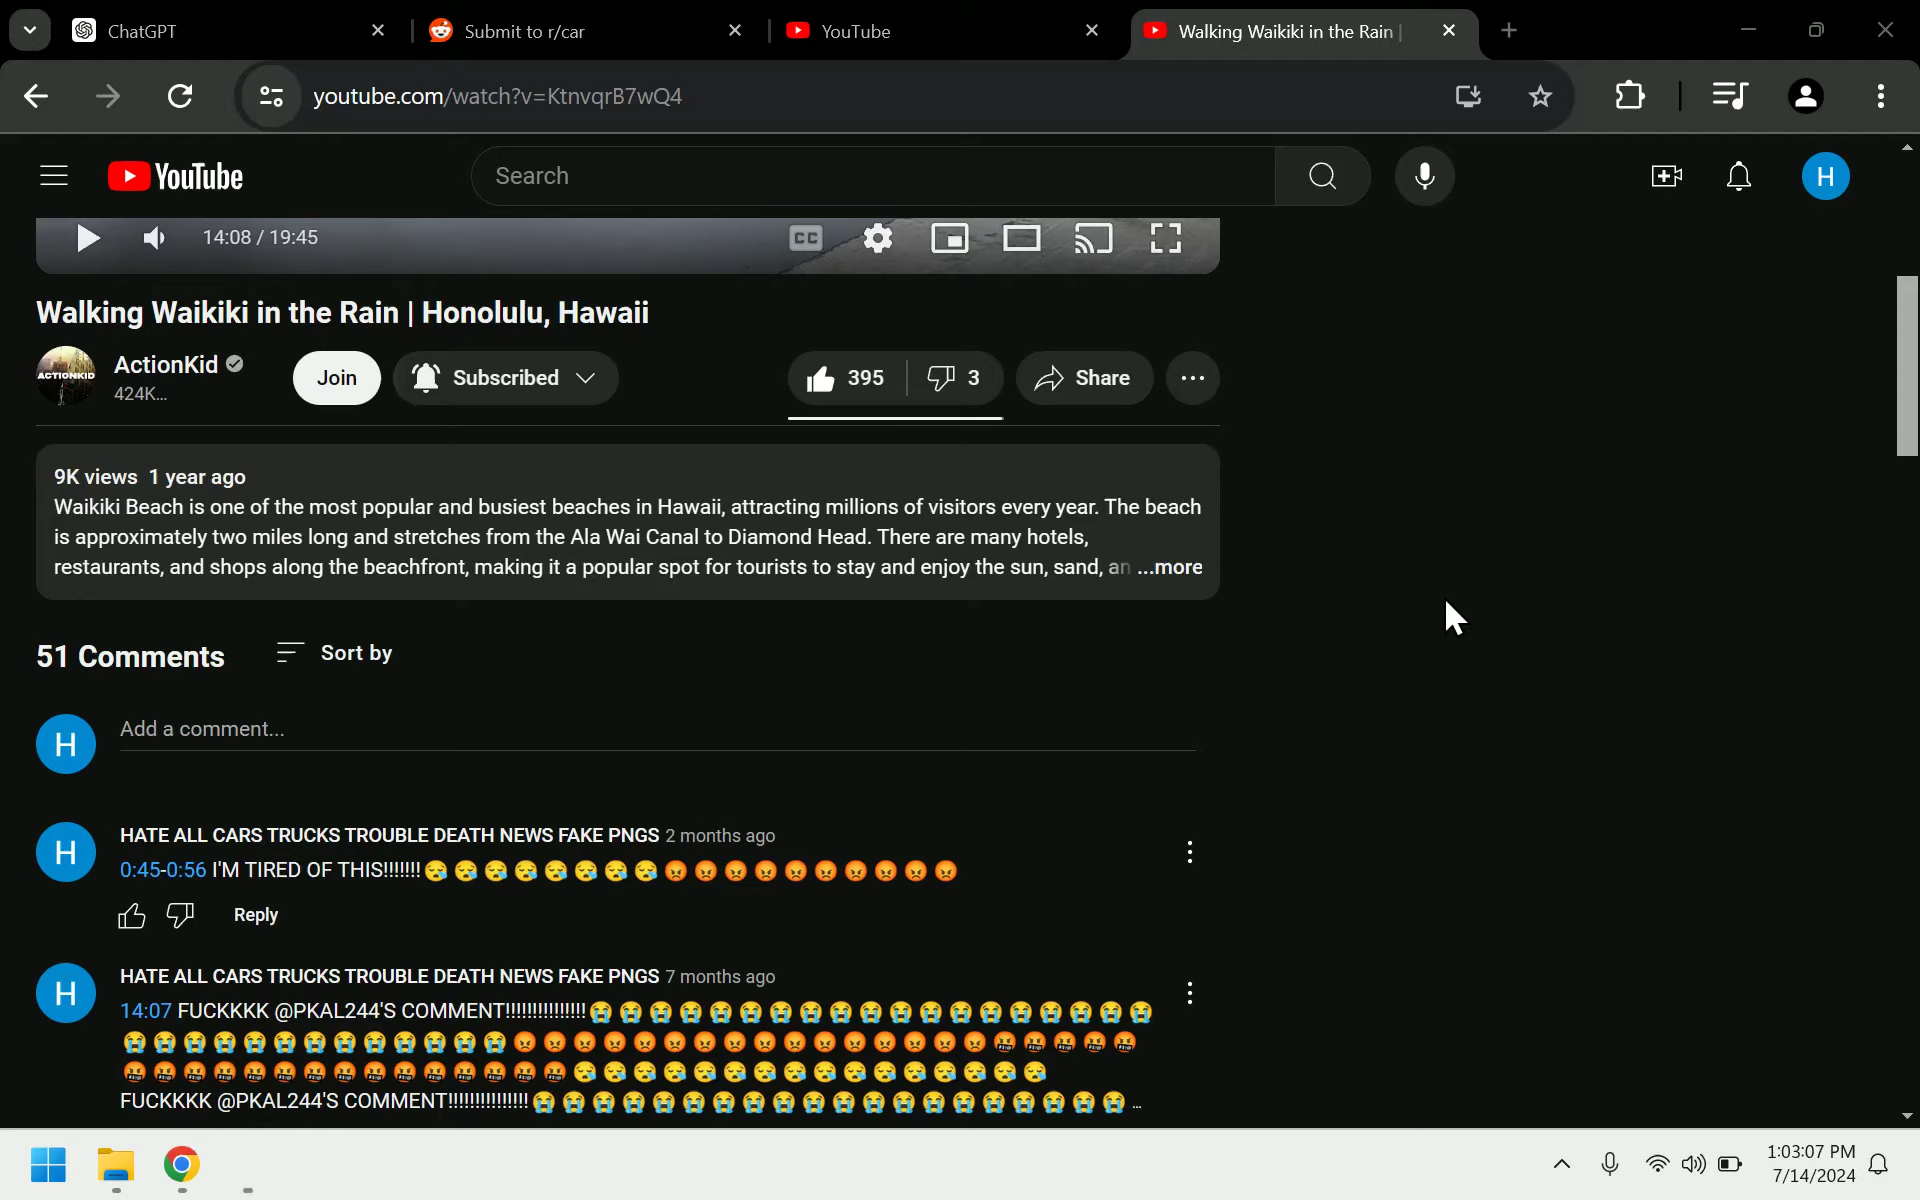 ChatGPT
Submit to r/car
YouTube
Walking Waikiki in the Rain |
youtube.com/watch?v=KtnvqrB7wQ4
YouTube
Search
H
14:08 / 19:45
CC
Walking Waikiki in the Rain | Honolulu, Hawaii
ACTIONKID
ActionKid
424K...
Join
Subscribed
395
3
Share
9K views 1 year ago
Waikiki Beach is one of the most popular and busiest beaches in Hawaii, attracting millions of visitors every year. The beach
is approximately two miles long and stretches from the Ala Wai Canal to Diamond Head. There are many hotels,
restaurants, and shops along the beachfront, making it a popular spot for tourists to stay and enjoy the sun, sand, an ...more
51 Comments
Sort by
H
Add a comment...
H
HATE ALL CARS TRUCKS TROUBLE DEATH NEWS FAKE PNGS 2 months ago
0:45-0:56 I'M TIRED OF THIS!!!!!!!😪😪😪😪😪😪😪😪😡😡😡😡😡😡😡😡😡😡
Reply
H
HATE ALL CARS TRUCKS TROUBLE DEATH NEWS FAKE PNGS 7 months ago
14:07 FUCKKKK @PKAL244'S COMMENT!!!!!!!!!!!!!!!😭😭😭😭😭😭😭😭😭😭😭😭😭😭😭😭😭😭😭
😭😭😭😭😭😭😭😭😭😭😭😭😭😡😡😡😡😡😡😡😡😡😡😡😡😡😡😡😡🤬🤬🤬🤬🤬
🤬🤬🤬🤬🤬🤬🤬🤬🤬🤬🤬🤬🤬🤬🤬😪😪😪😪😪😪😪😪😪😪😪😪😪😪😪😪
FUCKKKK @PKAL244'S COMMENT!!!!!!!!!!!!!!!😭😭😭😭😭😭😭😭😭😭😭😭😭😭😭😭😭😭😭😭...
1:03:07 PM
7/14/2024